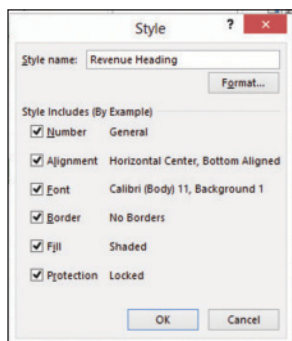 Style
?
×
Style name: Revenue Heading
Format...
Style Includes (By Example)
Number General
Alignment Horizontal Center, Bottom Aligned
Font Calibri (Body) 11, Background 1
Border No Borders
Fill Shaded
Protection Locked
OK Cancel